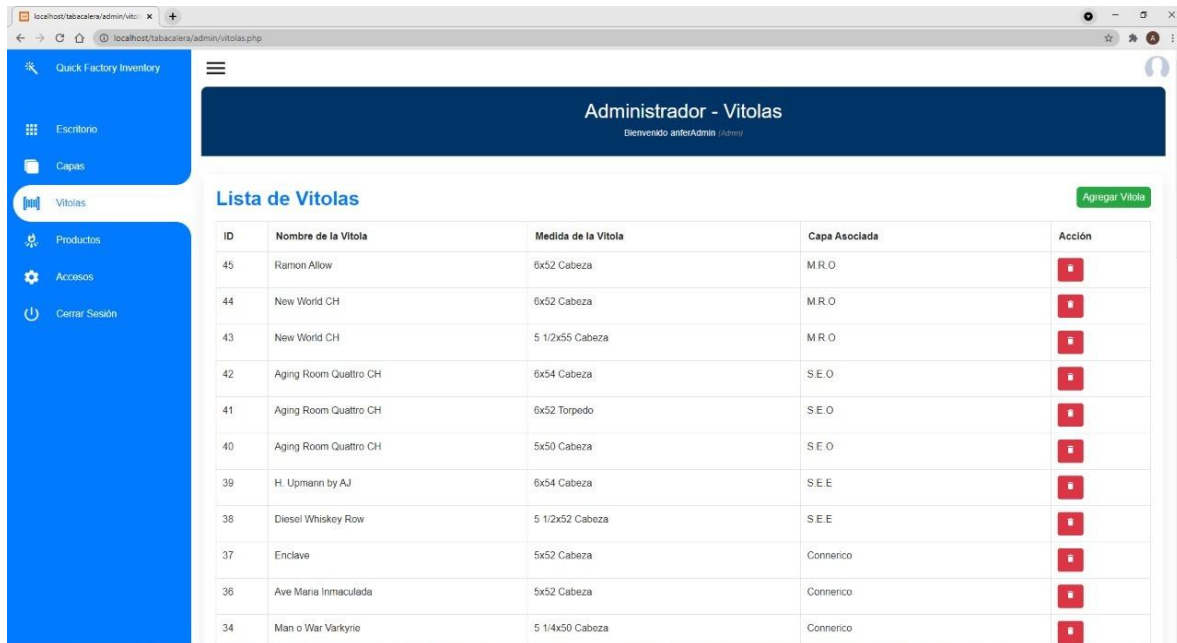 localhost/tabacalera/admin/vito
localhost/tabacalera/admin/vitolas.php
A
Quick Factory Inventory
Escritorio
Capas
Vitolas
Productos
Accesos
Cerrar Sesión
Administrador - Vitolas
Bienvenido anferAdmin (Admin)
Lista de Vitolas
Agregar Vitola
ID Nombre de la Vitola Medida de la Vitola Capa Asociada Acción
45 Ramon Allow 6x52 Cabeza M.R.O
44 New World CH 6x52 Cabeza M.R.O
43 New World CH 5 1/2x55 Cabeza M.R.O
42 Aging Room Quattro CH 6x54 Cabeza S.E.O
41 Aging Room Quattro CH 6x52 Torpedo S.E.O
40 Aging Room Quattro CH 5x50 Cabeza S.E.O
39 H. Upmann by AJ 6x54 Cabeza S.E.E
38 Diesel Whiskey Row 5 1/2x52 Cabeza S.E.E
37 Enclave 5x52 Cabeza Connerico
36 Ave Maria Inmaculada 5x52 Cabeza Connerico
34 Man o War Varkyrie 5 1/4x50 Cabeza Connerico